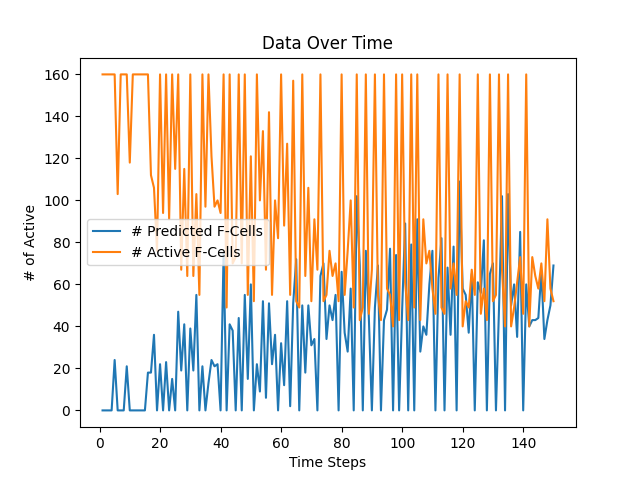 Data Over Time
160
140
120
100
80
60
40
20
0
# of Active
# Predicted F-Cells
# Active F-Cells
0 20 40 60 80 100 120 140
Time Steps